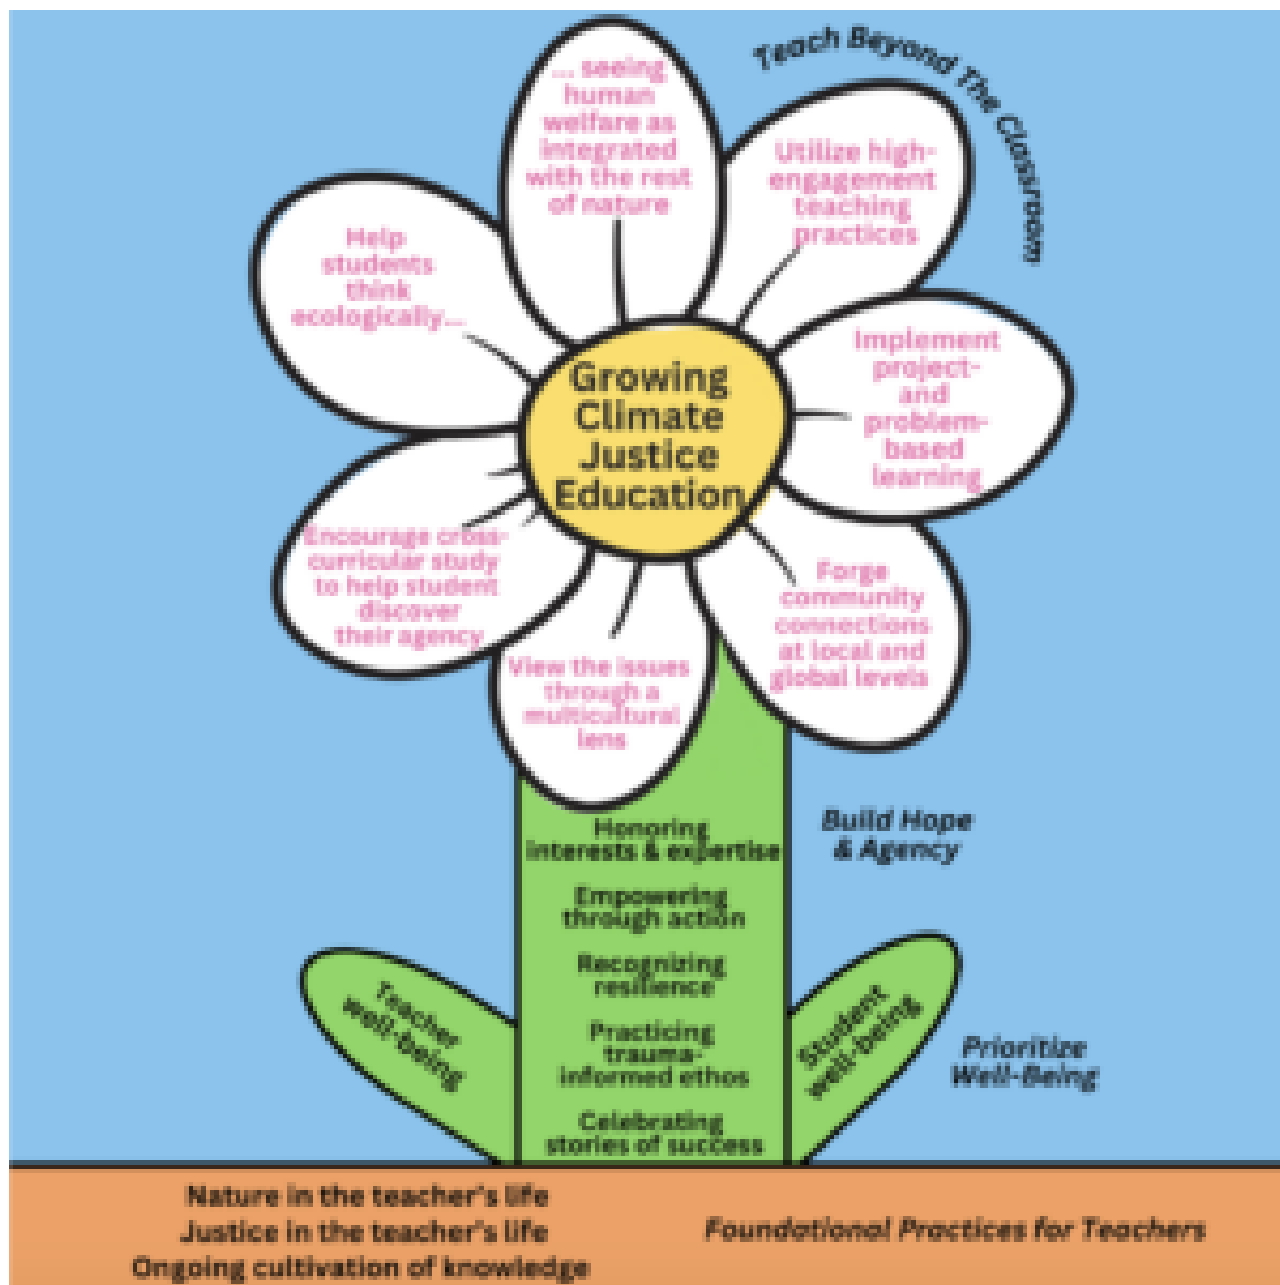 Teach Beyond The Classroom
... seeing
human
welfare as
integrated
with the rest
of nature
Utilize high-
engagement
teaching
practices
Help
students
think
ecologically...
Implement
project-
and
problem-
based
learning
Growing
Climate
Justice
Education
Encourage cross-
curricular study
to help student
discover
their agency
Forge
community
connections
at local and
global levels
View the issues
through a
multicultural
lens
Honoring
interests & expertise
Build Hope
& Agency
Empowering
through action
Recognizing
resilience
Practicing
trauma-
informed ethos
Celebrating
stories of success
Teacher
well-being
Student
well-being
Prioritize
Well-Being
Nature in the teacher's life
Justice in the teacher's life
Ongoing cultivation of knowledge
Foundational Practices for Teachers